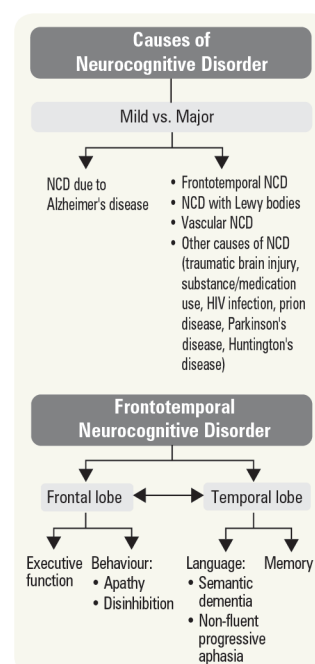 Causes of
Neurocognitive Disorder
Mild vs. Major
NCD due to
Alzheimer's disease
• Frontotemporal NCD
• NCD with Lewy bodies
• Vascular NCD
• Other causes of NCD
(traumatic brain injury,
substance/medication
use, HIV infection, prion
disease, Parkinson's
disease, Huntington's
disease)
Frontotemporal
Neurocognitive Disorder
Frontal lobe
Temporal lobe
Executive
function
Behaviour:
• Apathy
• Disinhibition
Language:
• Semantic
dementia
• Non-fluent
progressive
aphasia
Memory